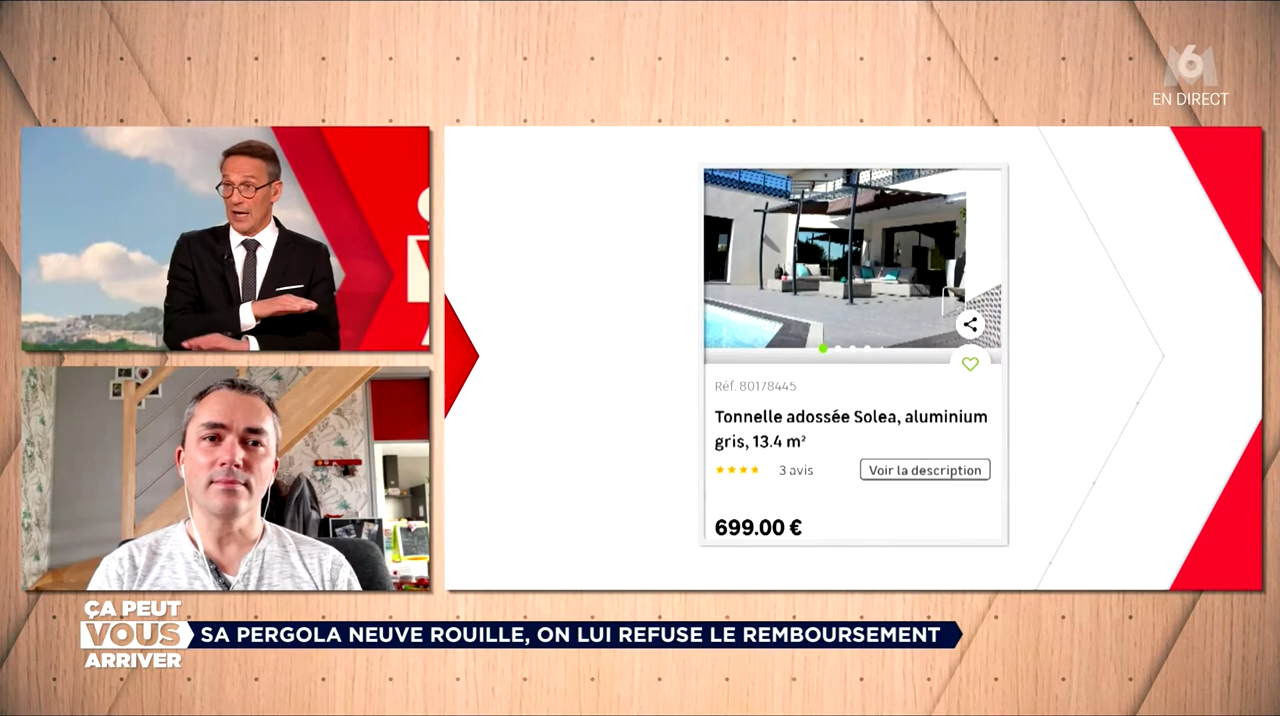 M6
EN DIRECT
Réf. 80178445
Tonnelle adossée Solea, aluminium
gris, 13.4 m²
3 avis
Voir la description
699.00 €
ÇA PEUT
VOUS
ARRIVER
SA PERGOLA NEUVE ROUILLE, ON LUI REFUSE LE REMBOURSEMENT